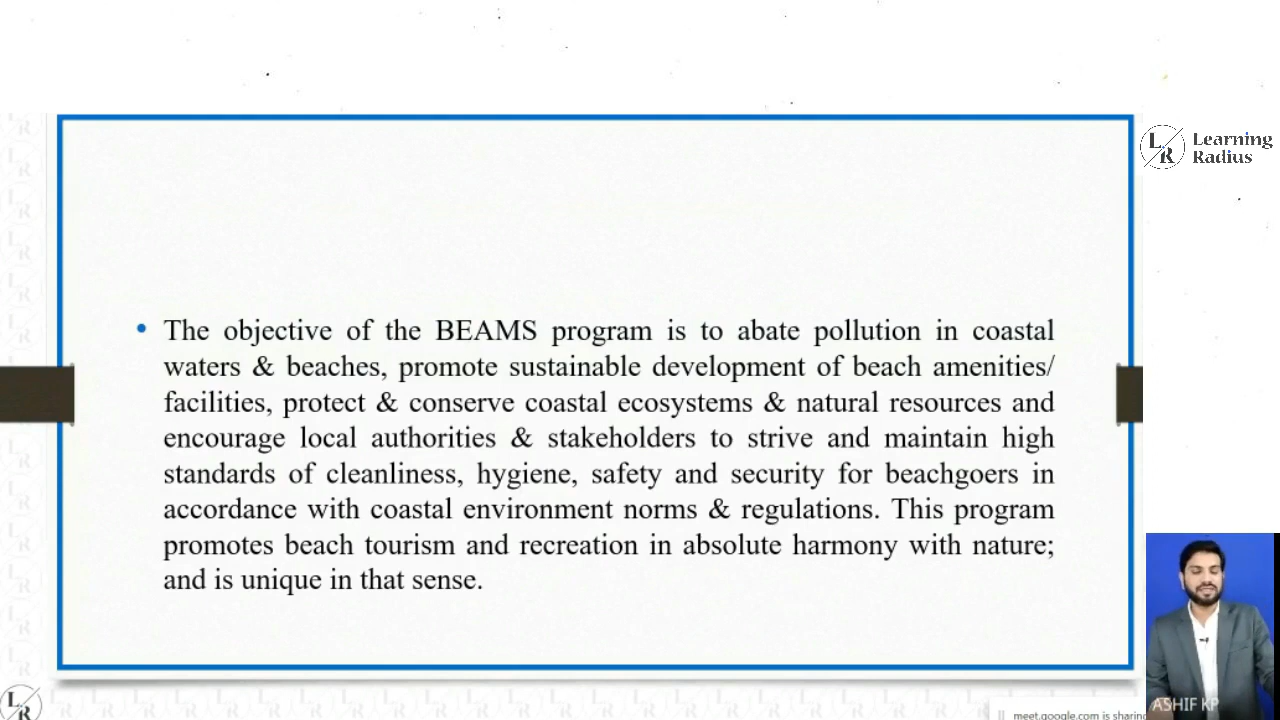 L
R
Learning
Radius
• The objective of the BEAMS program is to abate pollution in coastal
waters & beaches, promote sustainable development of beach amenities/
facilities, protect & conserve coastal ecosystems & natural resources and
encourage local authorities & stakeholders to strive and maintain high
standards of cleanliness, hygiene, safety and security for beachgoers in
accordance with coastal environment norms & regulations. This program
promotes beach tourism and recreation in absolute harmony with nature;
and is unique in that sense.
ASHIF KP
L
R
meet.google.com is sharing